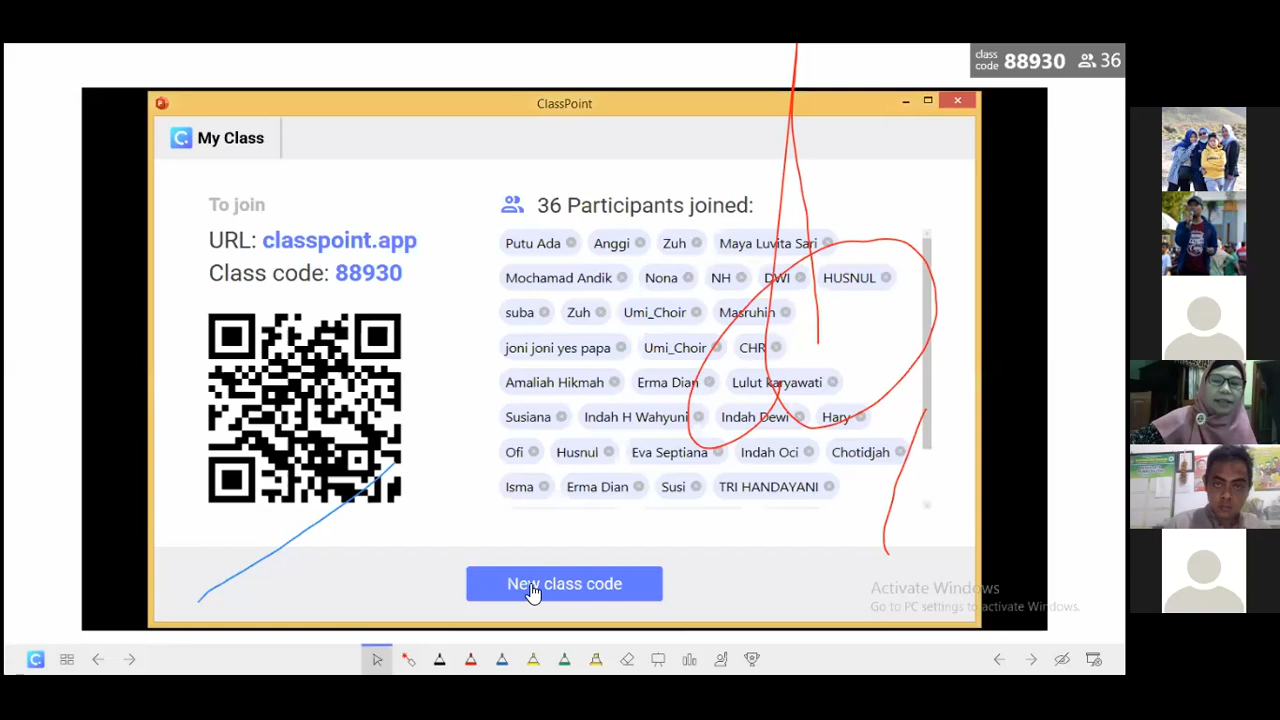 class code 88930 36
ClassPoint
My Class
To join
URL: classpoint.app
Class code: 88930
36 Participants joined:
Putu Ada Anggi Zuh Maya Luvita Sari
Mochamad Andik Nona NH DWI HUSNUL
suba Zuh Umi_Choir Masruhin
joni joni yes papa Umi_Choir CHR
Amaliah Hikmah Erma Dian Lulut karyawati
Susiana Indah H Wahyuni Indah Dewi Hary
Ofi Husnul Eva Septiana Indah Oci Chotidjah
Isma Erma Dian Susi TRI HANDAYANI
New class code
Activate Windows
Go to PC settings to activate Windows.